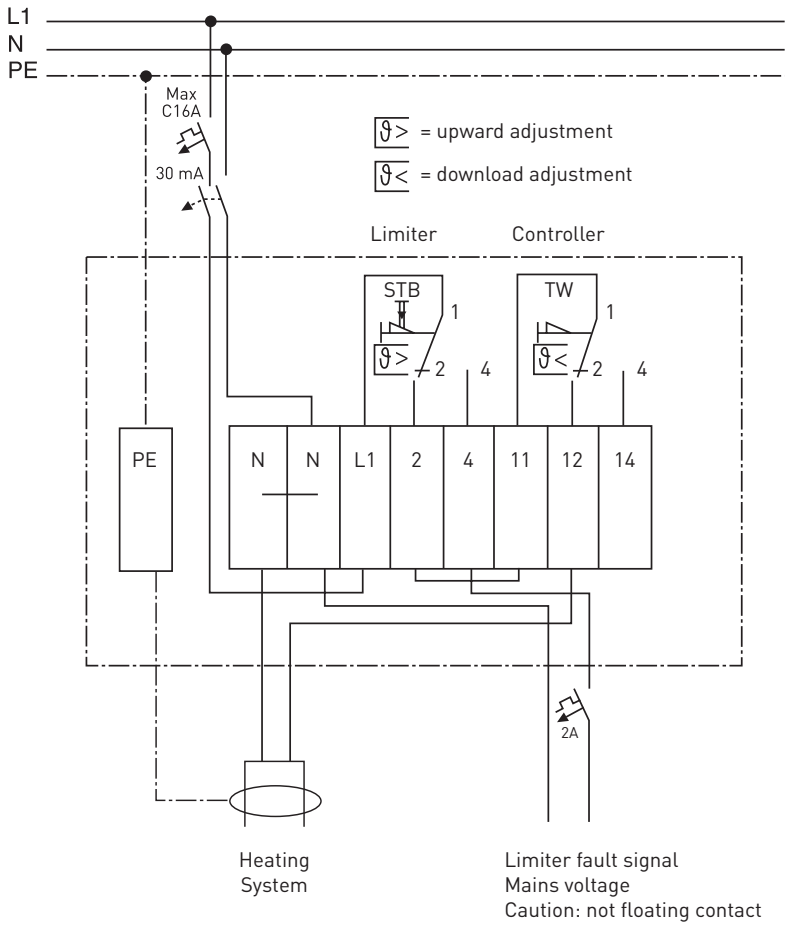 L1
N
PE
Max
C16A
30 mA
ϑ> = upward adjustment
ϑ< = download adjustment
Limiter
Controller
STB
1
ϑ>
2
4
TW
1
ϑ<
2
4
PE
N
N
L1
2
4
11
12
14
2A
Heating
System
Limiter fault signal
Mains voltage
Caution: not floating contact